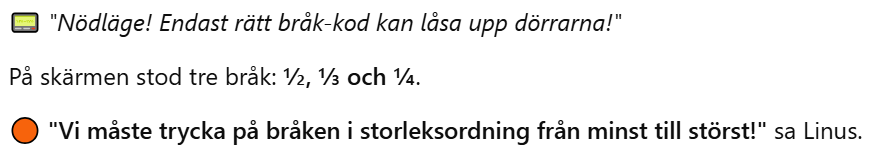 "Nödläge! Endast rätt bråk-kod kan låsa upp dörrarna!"
På skärmen stod tre bråk: ½, ⅓ och ¼.
"Vi måste trycka på bråken i storleksordning från minst till störst!" sa Linus.